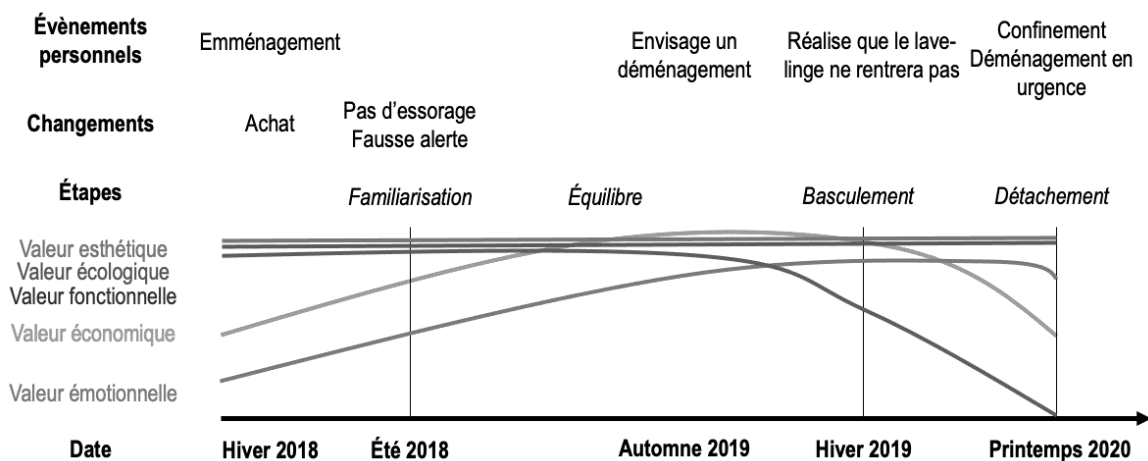 Évènements
personnels
Emménagement
Envisage un
déménagement
Réalise que le lave-
linge ne rentrera pas
Confinement
Déménagement en
urgence
Changements
Achat
Pas d’essorage
Fausse alerte
Étapes
Familiarisation
Équilibre
Basculement
Détachement
Valeur esthétique
Valeur écologique
Valeur fonctionnelle
Valeur économique
Valeur émotionnelle
Date
Hiver 2018
Été 2018
Automne 2019
Hiver 2019
Printemps 2020